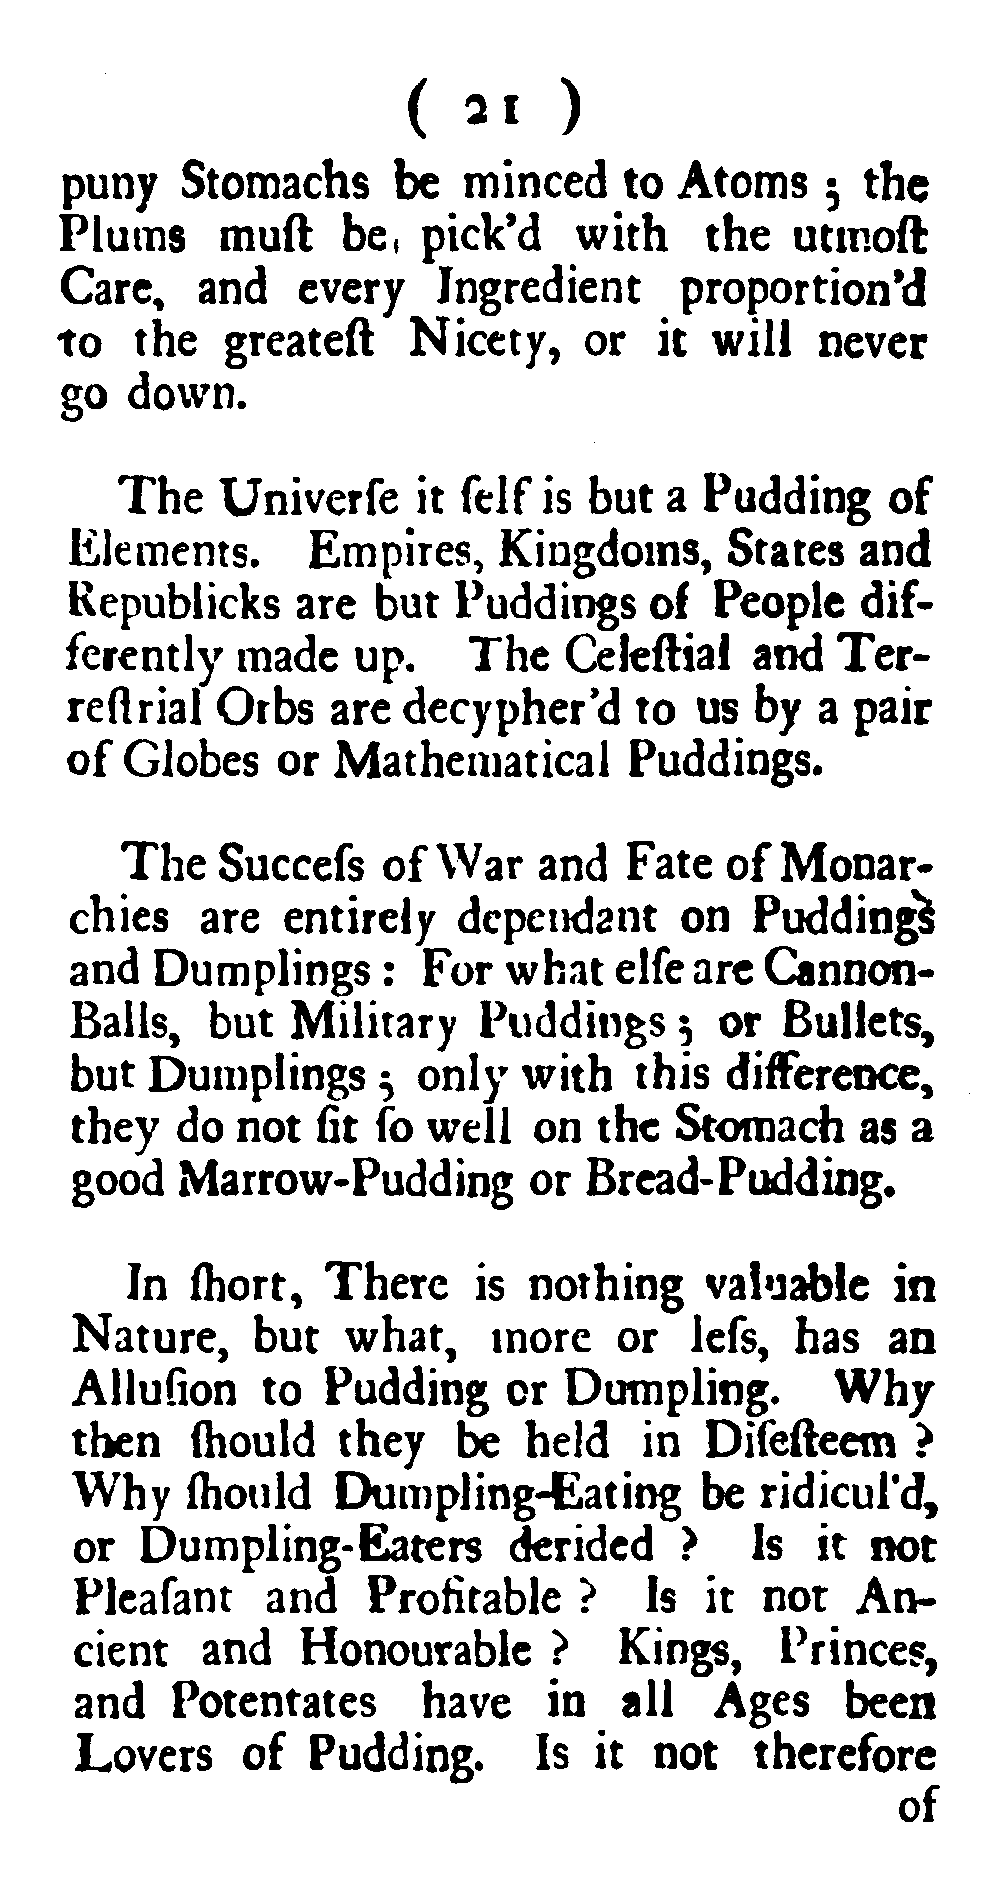 ( 21 )
puny Stomachs be minced to Atoms ; the
Plums muſt be, pick'd with the utmoſt
Care, and every Ingredient proportion'd
to the greateſt Nicety, or it will never
go down.
The Univerſe it ſelf is but a Pudding of
Elements. Empires, Kingdoms, States and
Republicks are but Puddings of People dif-
ferently made up. The Celeſtial and Ter-
reſtrial Orbs are decypher'd to us by a pair
of Globes or Mathematical Puddings.
The Succeſs of War and Fate of Monar-
chies are entirely dependant on Puddings
and Dumplings : For what elſe are Cannon-
Balls, but Military Puddings ; or Bullets,
but Dumplings ; only with this difference,
they do not ſit ſo well on the Stomach as a
good Marrow-Pudding or Bread-Pudding.
In ſhort, There is nothing valuable in
Nature, but what, more or leſs, has an
Alluſion to Pudding or Dumpling. Why
then ſhould they be held in Diſeſteem ?
Why ſhould Dumpling-Eating be ridicul'd,
or Dumpling-Eaters derided ? Is it not
Pleaſant and Profitable ? Is it not An-
cient and Honourable ? Kings, Princes,
and Potentates have in all Ages been
Lovers of Pudding. Is it not therefore
of